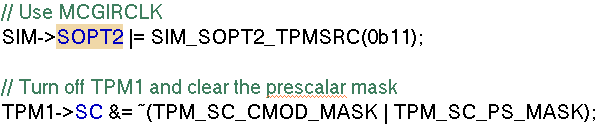 // Use MCGIRCLK
SIM->SOPT2 |= SIM_SOPT2_TPMSRC(0b11);
// Turn off TPM1 and clear the prescalar mask
TPM1->SC &= ~(TPM_SC_CMOD_MASK | TPM_SC_PS_MASK);